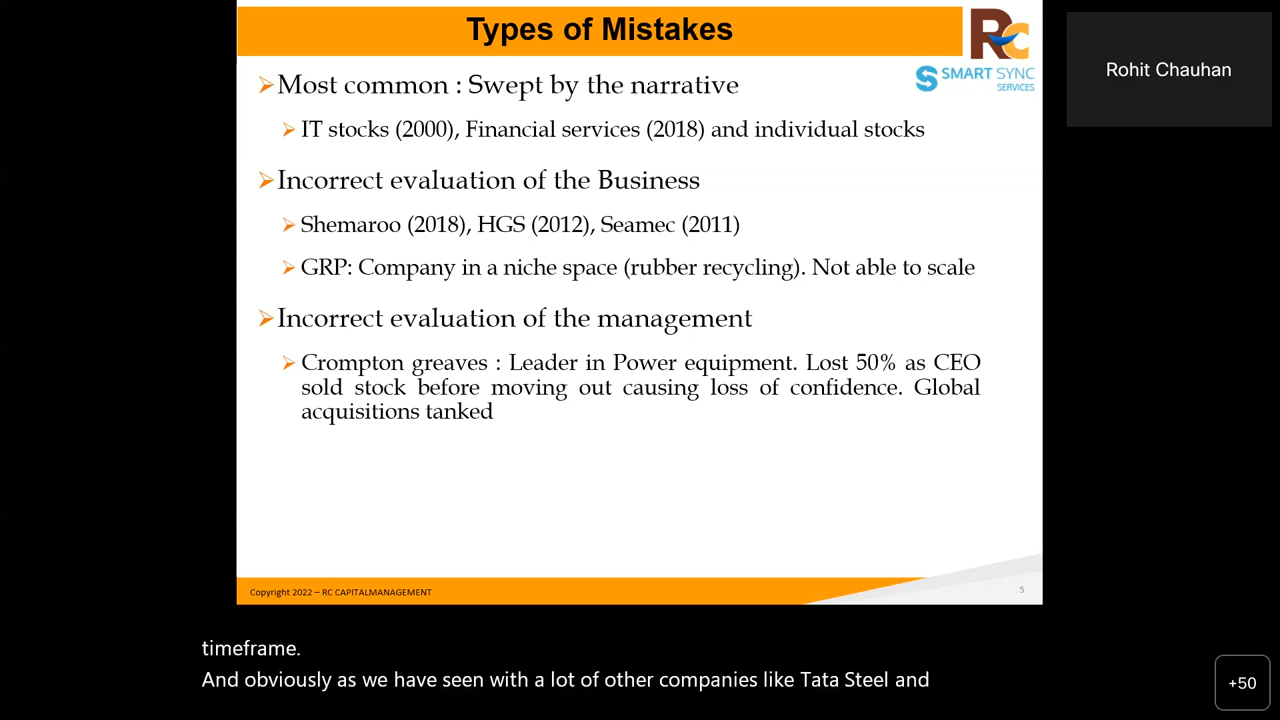 Types of Mistakes
Rc
SMART SYNC
SERVICES
Rohit Chauhan
➢Most common : Swept by the narrative
➢ IT stocks (2000), Financial services (2018) and individual stocks
➢Incorrect evaluation of the Business
➢ Shemaroo (2018), HGS (2012), Seamec (2011)
➢ GRP: Company in a niche space (rubber recycling). Not able to scale
➢Incorrect evaluation of the management
➢ Crompton greaves : Leader in Power equipment. Lost 50% as CEO
sold stock before moving out causing loss of confidence. Global
acquisitions tanked
Copyright 2022 – RC CAPITALMANAGEMENT
5
timeframe.
And obviously as we have seen with a lot of other companies like Tata Steel and
+50